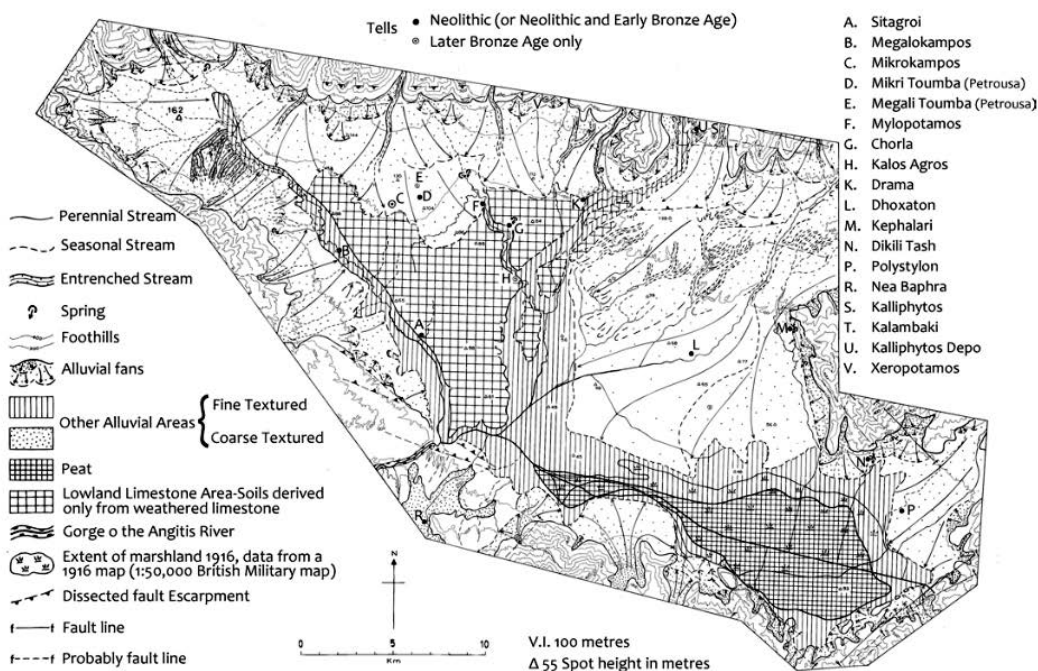 Tells
Neolithic (or Neolithic and Early Bronze Age)
Later Bronze Age only
A. Sitagroi
B. Megalokampos
C. Mikrokampos
D. Mikri Toumba (Petrousa)
E. Megali Toumba (Petrousa)
F. Mylopotamos
G. Chorla
H. Kalos Agros
K. Drama
L. Dhoxaton
M. Kephalari
N. Dikili Tash
P. Polystylon
R. Nea Baphra
S. Kalliphytos
T. Kalambaki
U. Kalliphytos Depo
V. Xeropotamos
Perennial Stream
Seasonal Stream
Entrenched Stream
Spring
Foothills
Alluvial fans
Other Alluvial Areas
Fine Textured
Coarse Textured
Peat
Lowland Limestone Area-Soils derived
only from weathered limestone
Gorge o the Angitis River
Extent of marshland 1916, data from a
1916 map (1:50,000 British Military map)
Dissected fault Escarpment
Fault line
Probably fault line
162
E
C
D
F
G
K
B
H
A
L
M
N
P
R
S
N
0 5 10
Km
V.I. 100 metres
Δ 55 Spot height in metres